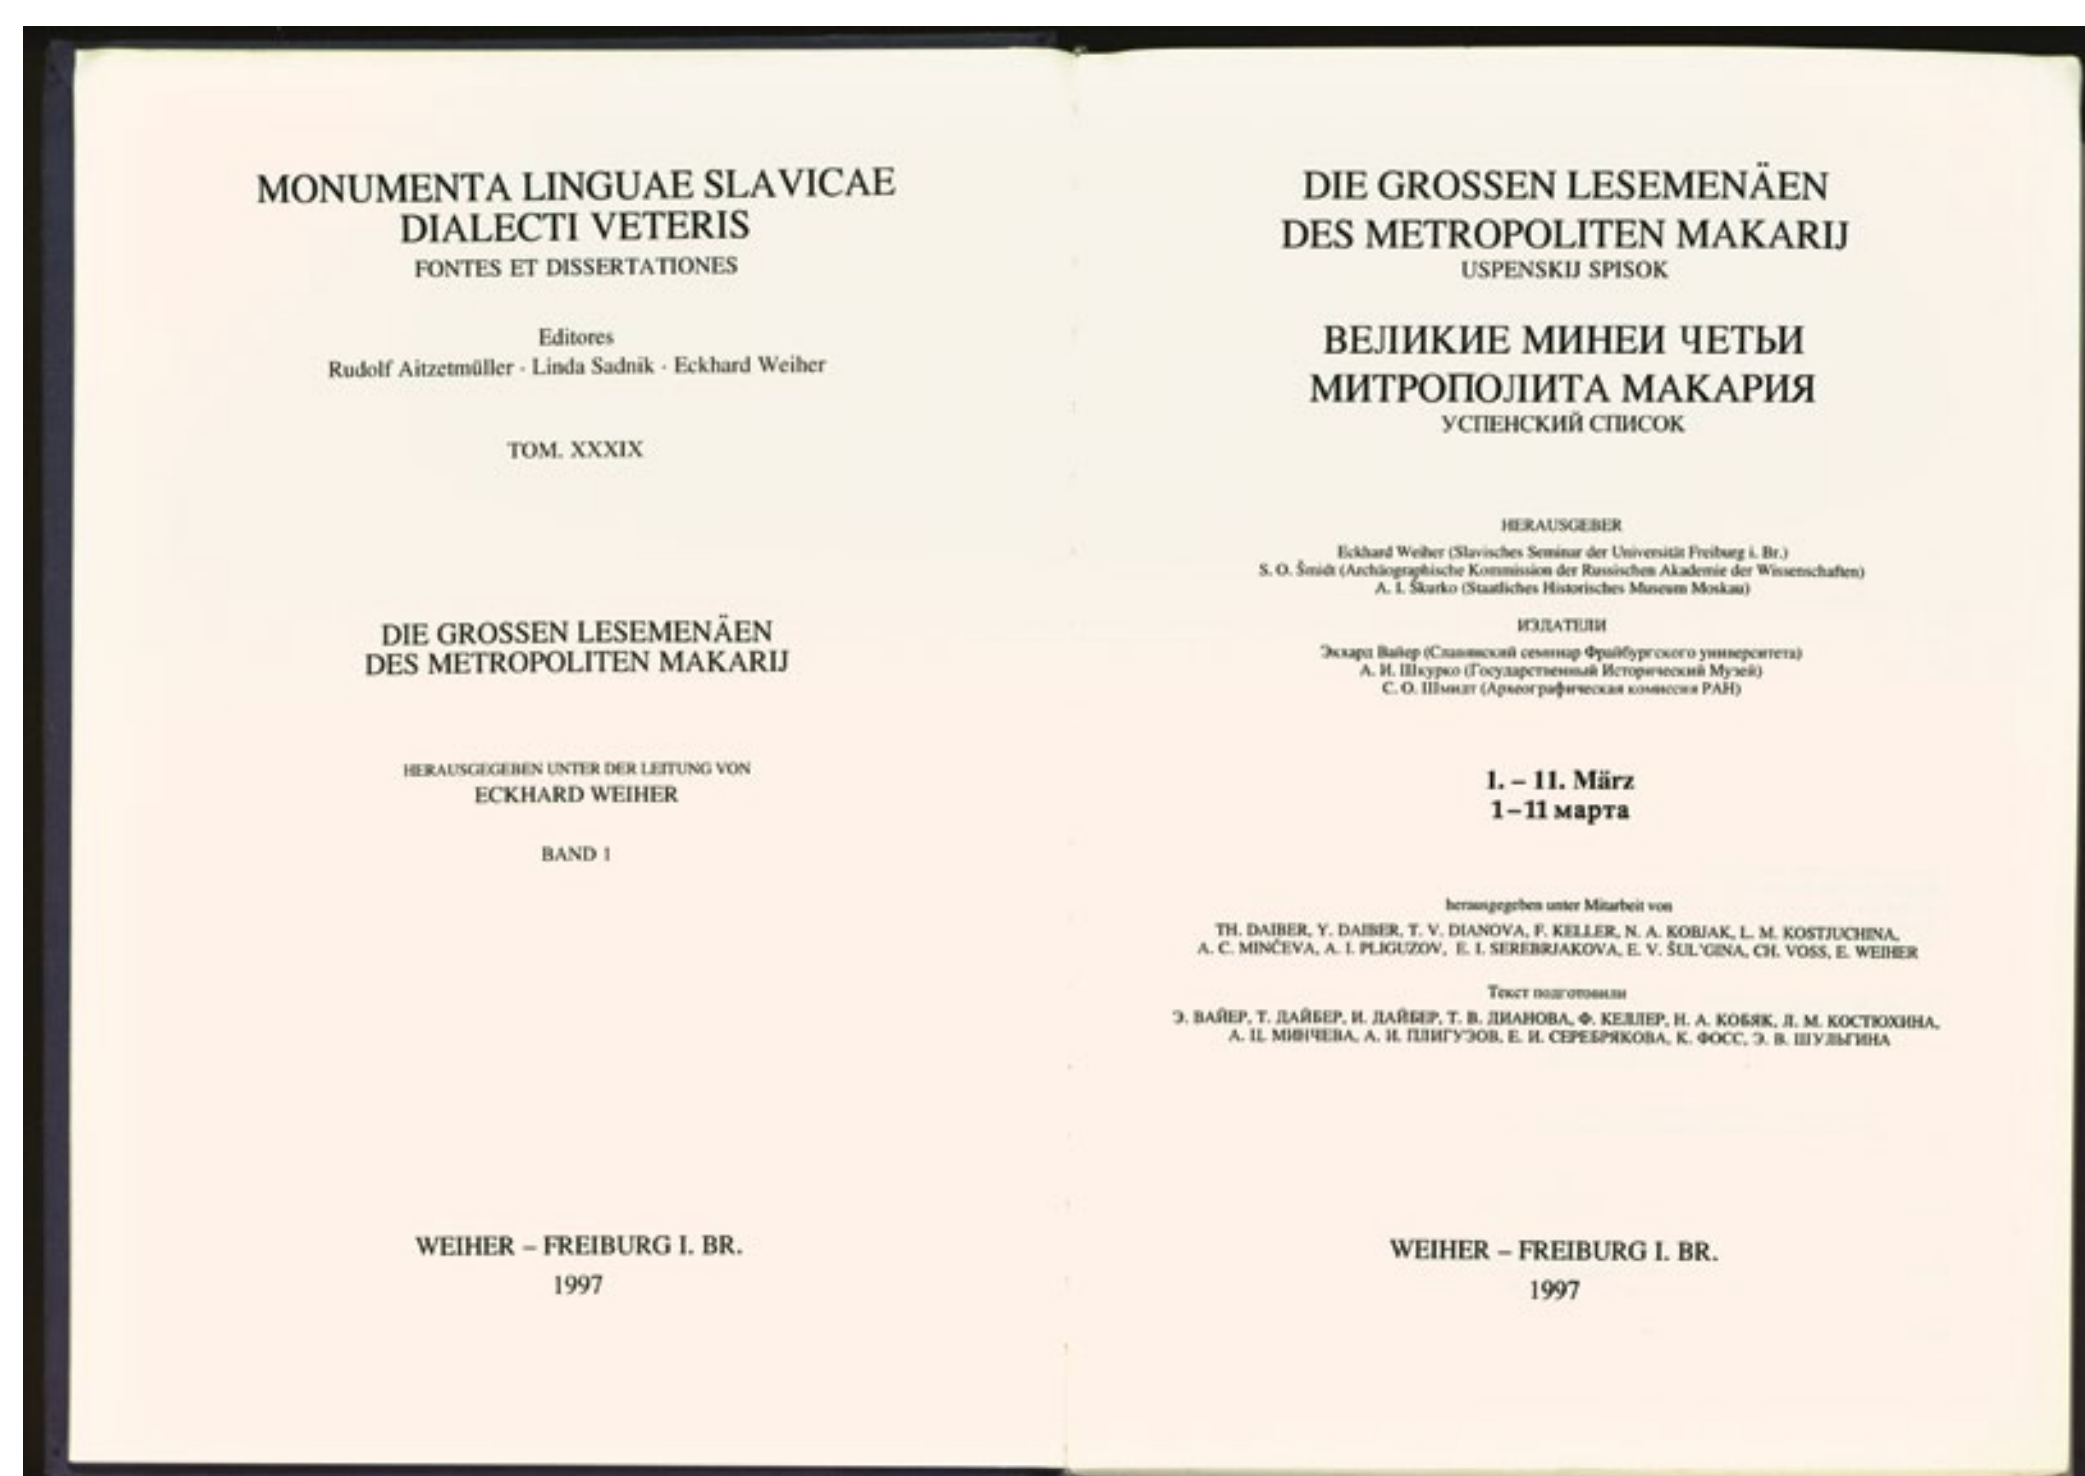 MONUMENTA LINGUAE SLAVICAE
DIALECTI VETERIS
FONTES ET DISSERTATIONES
Editores
Rudolf Aitzetmüller - Linda Sadnik - Eckhard Weiher
TOM. XXXIX
DIE GROSSEN LESEMENÄEN
DES METROPOLITEN MAKARIJ
HERAUSGEGEBEN UNTER DER LEITUNG VON
ECKHARD WEIHER
BAND 1
WEIHER – FREIBURG I. BR.
1997
DIE GROSSEN LESEMENÄEN
DES METROPOLITEN MAKARIJ
USPENSKIJ SPISOK
ВЕЛИКИЕ МИНЕИ ЧЕТЬИ
МИТРОПОЛИТА МАКАРИЯ
УСПЕНСКИЙ СПИСОК
HERAUSGEBER
Eckhard Weiher (Slavisches Seminar der Universität Freiburg i. Br.)
S. O. Šmidt (Archäographische Kommission der Russischen Akademie der Wissenschaften)
A. I. Škurko (Staatliches Historisches Museum Moskau)
ИЗДАТЕЛИ
Экхард Вайер (Славянский семинар Фрайбургского университета)
А. И. Шкурко (Государственный Исторический Музей)
С. О. Шмидт (Археографическая комиссия РАН)
1. – 11. März
1–11 марта
herausgegeben unter Mitarbeit von
TH. DAIBER, Y. DAIBER, T. V. DIANOVA, F. KELLER, N. A. KOBJAK, L. M. KOSTJUCHINA,
A. C. MINČEVA, A. I. PLIGUZOV, E. I. SEREBRJAKOVA, E. V. ŠUL'GINA, CH. VOSS, E. WEIHER
Текст подготовили
Э. ВАЙЕР, Т. ДАЙБЕР, И. ДАЙБЕР, Т. В. ДИАНОВА, Ф. КЕЛЛЕР, Н. А. КОБЯК, Л. М. КОСТЮХИНА,
А. Ц. МИНЧЕВА, А. И. ПЛИГУЗОВ, Е. И. СЕРЕБРЯКОВА, К. ФОСС, Э. В. ШУЛЬГИНА
WEIHER – FREIBURG I. BR.
1997